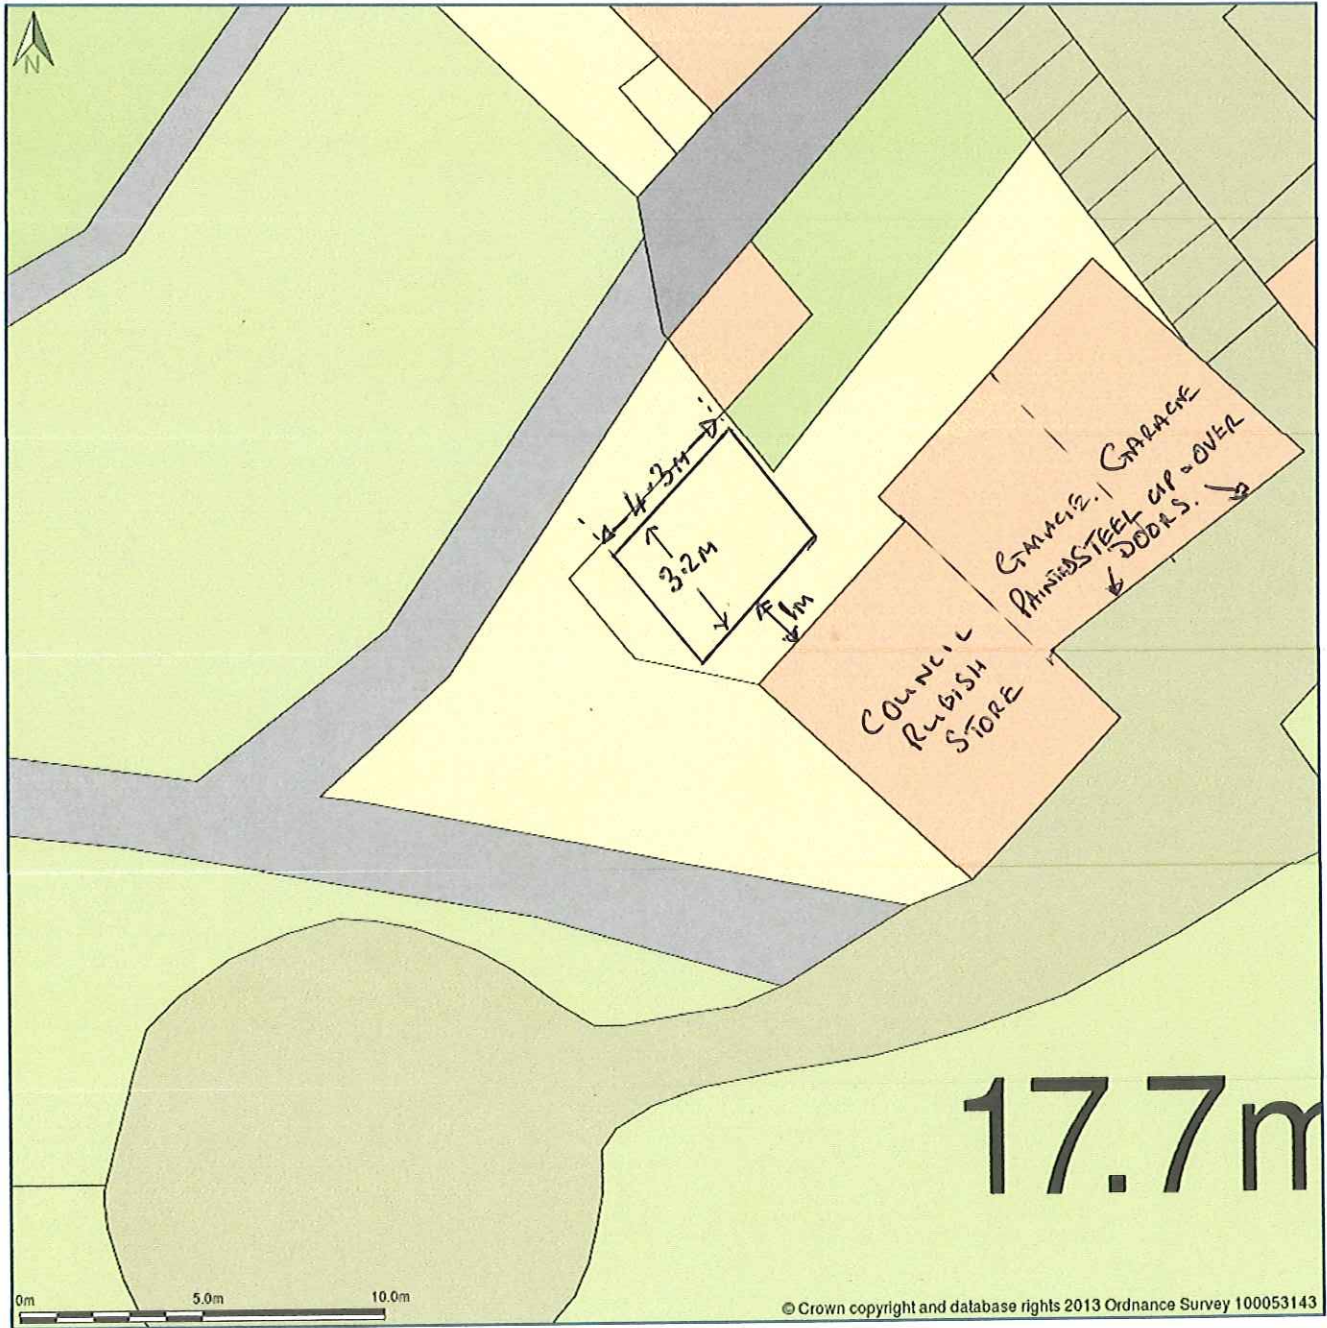 N
4.3M
3.2M
1m
GARAGE. GARAGE
PAINTED STEEL UP-OVER
DOORS.
COUNCIL
RUBISH
STORE
17.7m
0m 5.0m 10.0m
© Crown copyright and database rights 2013 Ordnance Survey 100053143